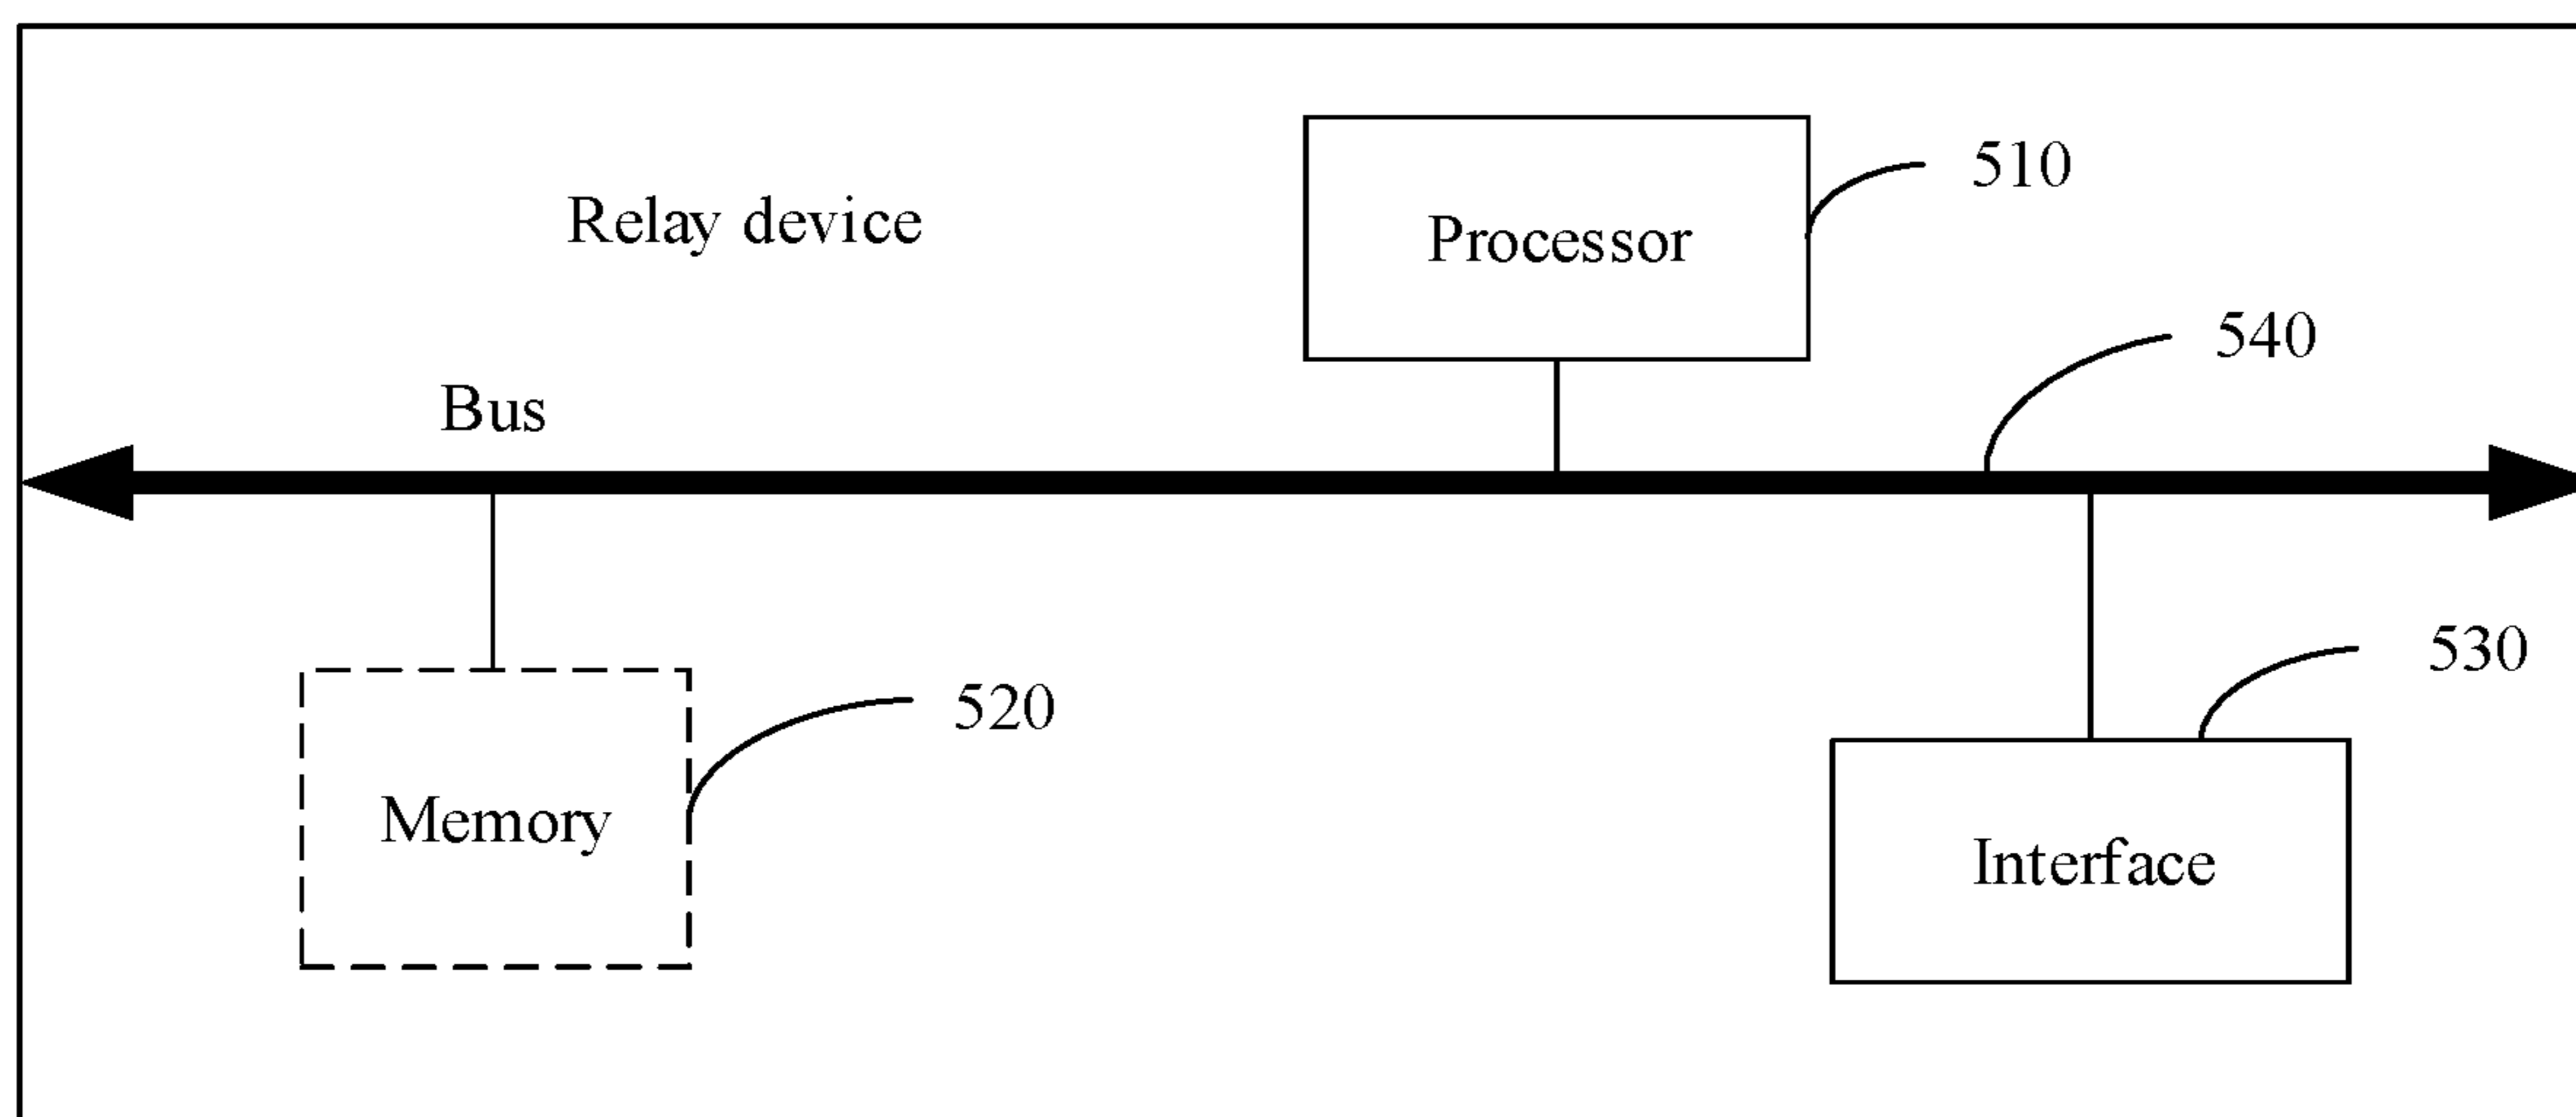 Relay device
Processor
510
540
Bus
520
530
Memory
Interface